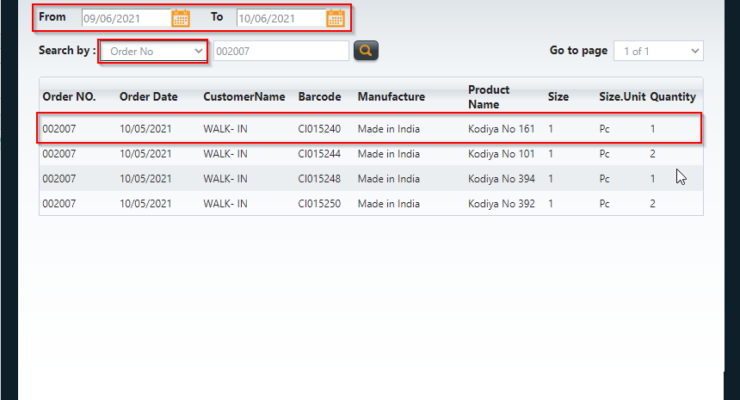 From 09/06/2021 To 10/06/2021
Search by : Order No 002007 Go to page 1 of 1
Order NO. Order Date CustomerName Barcode Manufacture Product Name Size Size.Unit Quantity
002007 10/05/2021 WALK- IN CI015240 Made in India Kodiya No 161 1 Pc 1
002007 10/05/2021 WALK- IN CI015244 Made in India Kodiya No 101 1 Pc 2
002007 10/05/2021 WALK- IN CI015248 Made in India Kodiya No 394 1 Pc 1
002007 10/05/2021 WALK- IN CI015250 Made in India Kodiya No 392 1 Pc 2